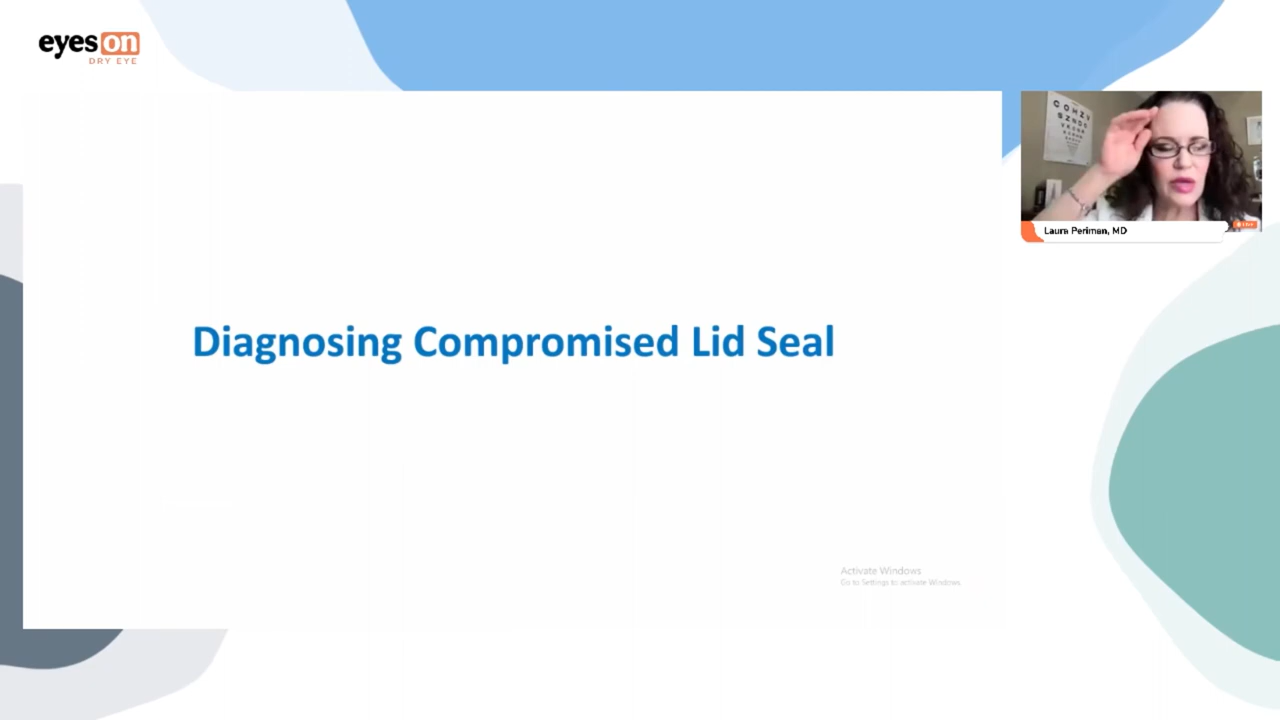 eyes on
DRY EYE
Diagnosing Compromised Lid Seal
Laura Periman, MD
Activate Windows
Go to Settings to activate Windows.